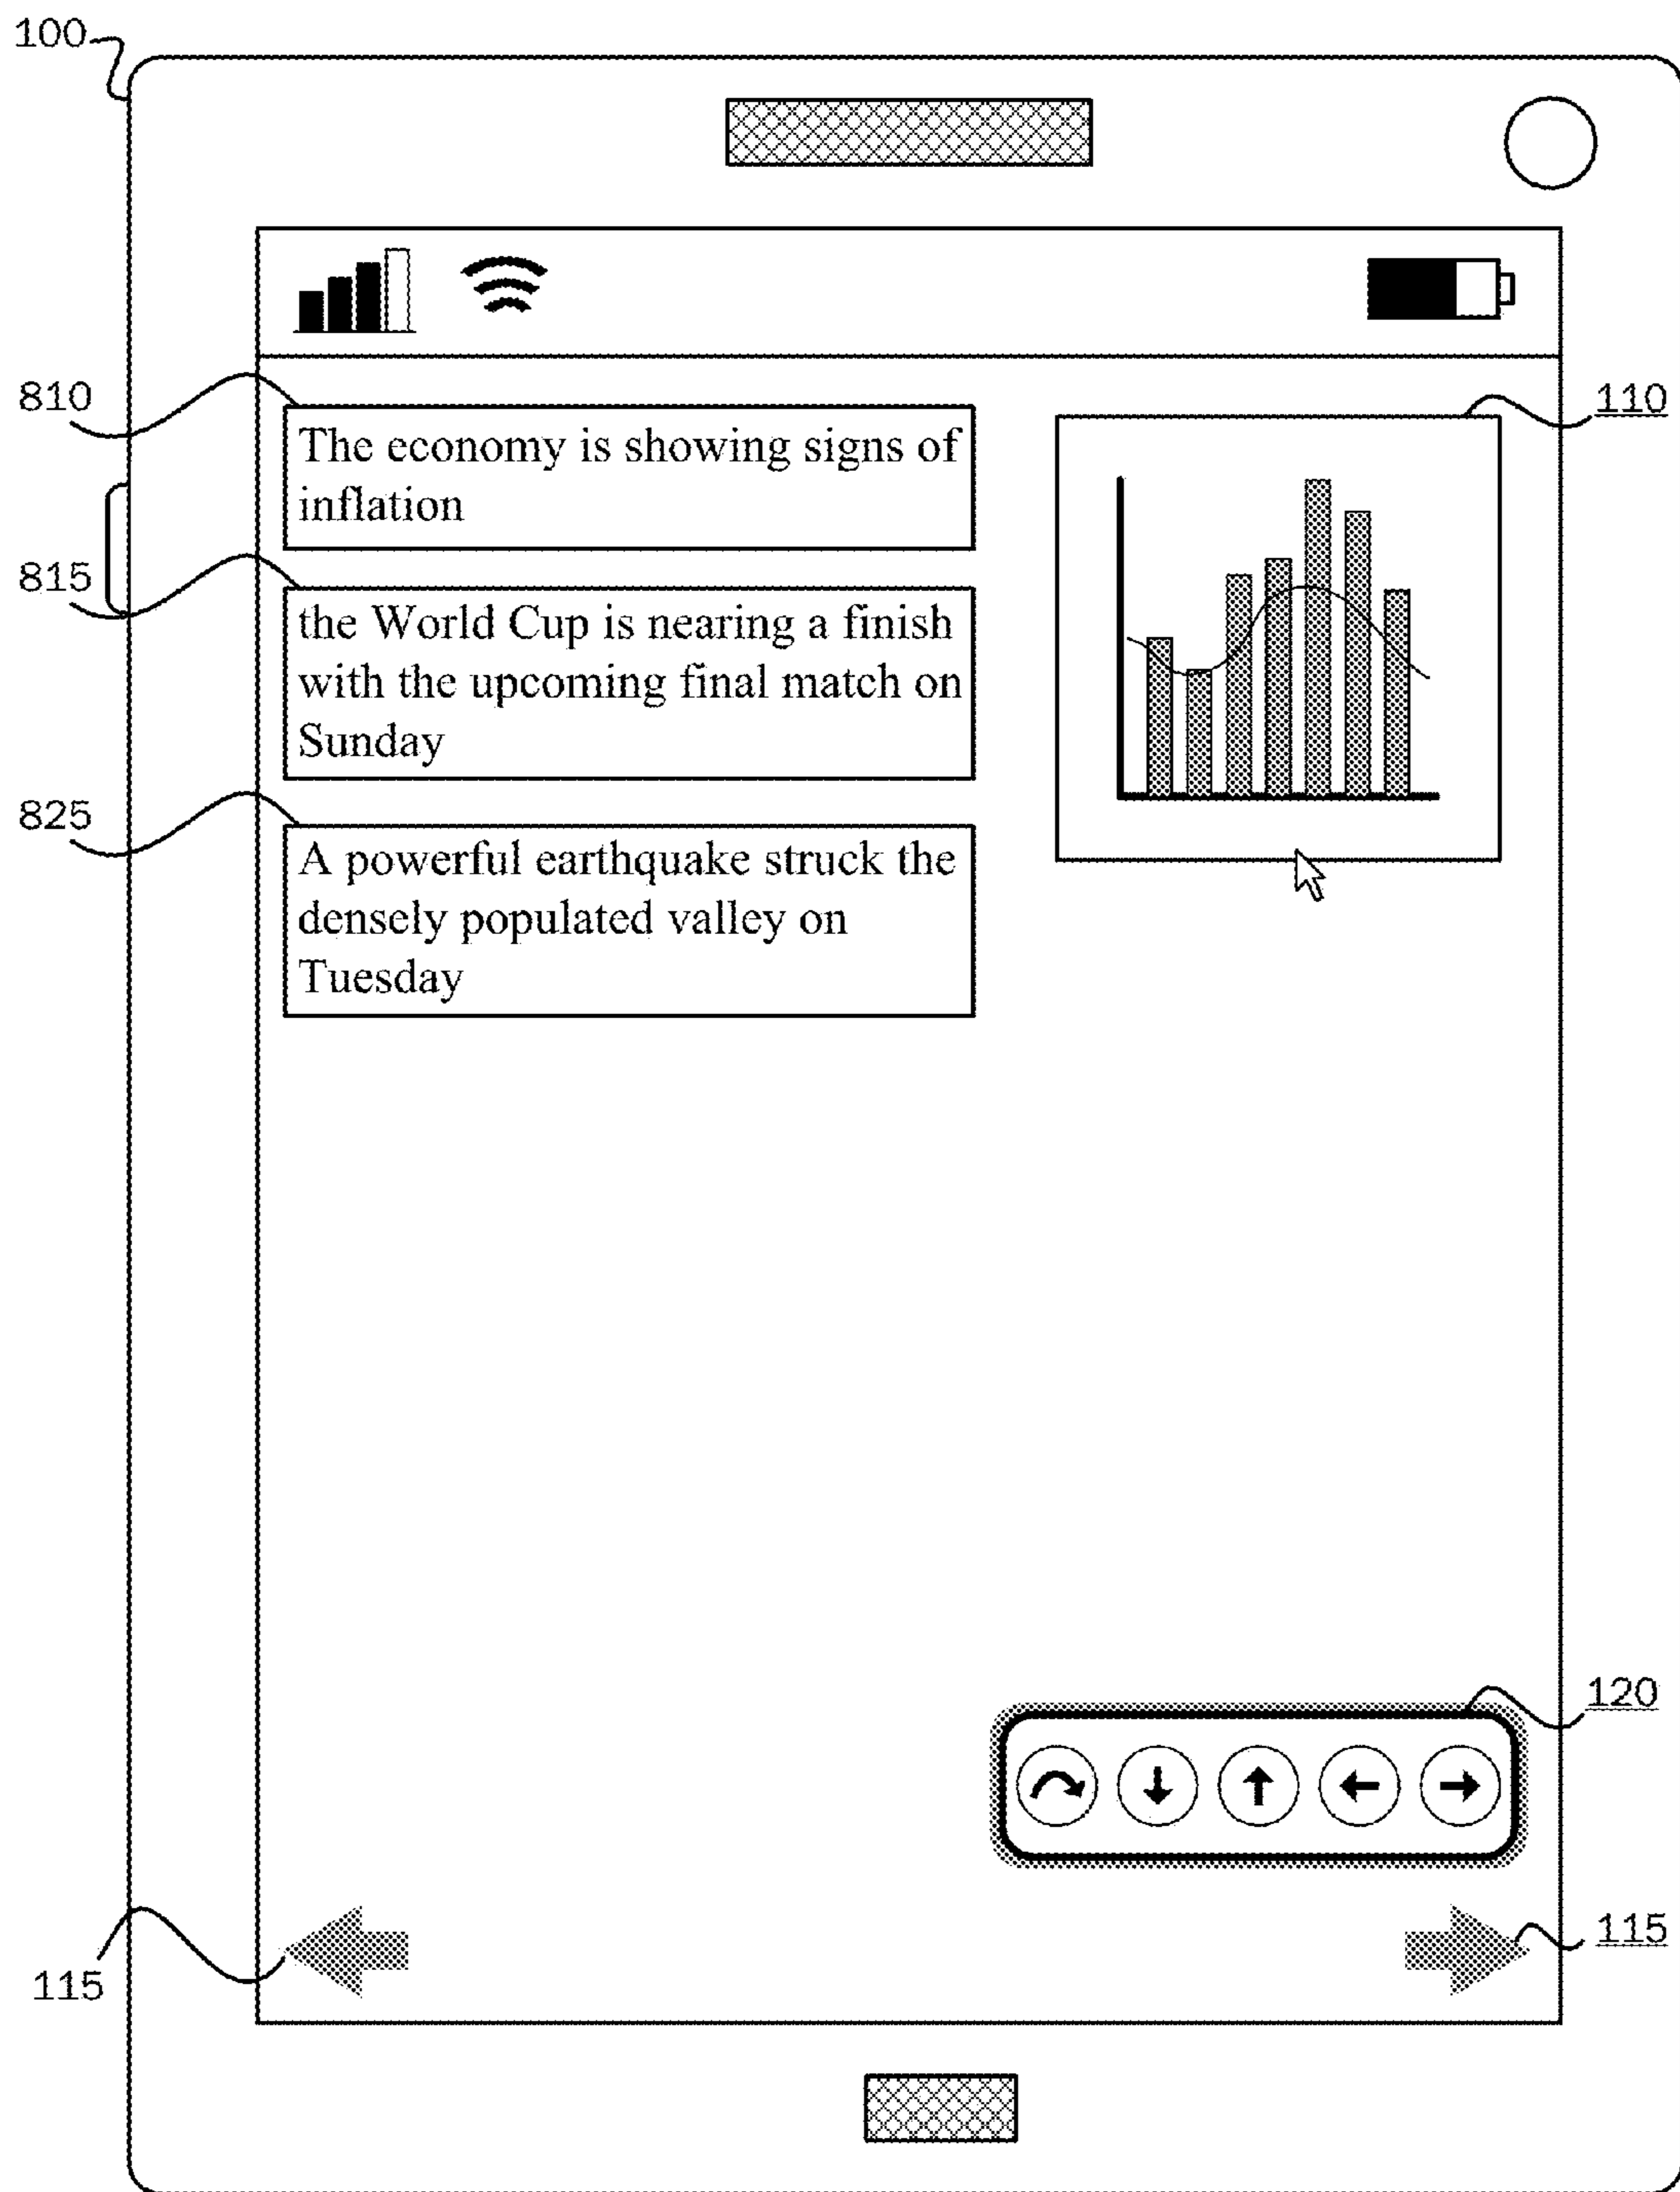 100
810
The economy is showing signs of
inflation
110
815
the World Cup is nearing a finish
with the upcoming final match on
Sunday
825
A powerful earthquake struck the
densely populated valley on
Tuesday
120
115
115